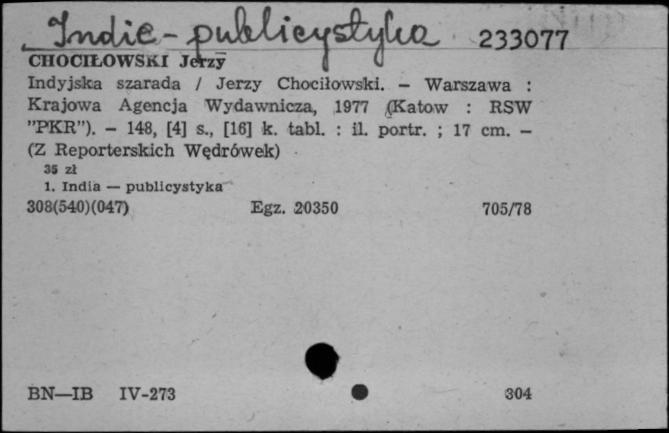 Indie - publicystyka 233077
CHOCIŁOWSKI Jerzy
Indyjska szarada / Jerzy Chociłowski. — Warszawa :
Krajowa Agencja Wydawnicza, 1977 (Katow : RSW
"PKR"). — 148, [4] s., [16] k. tabl. : il. portr. ; 17 cm. —
(Z Reporterskich Wędrówek)
35 zł
1. India — publicystyka
308(540)(047) Egz. 20350 705/78
BN—IB IV-273 304